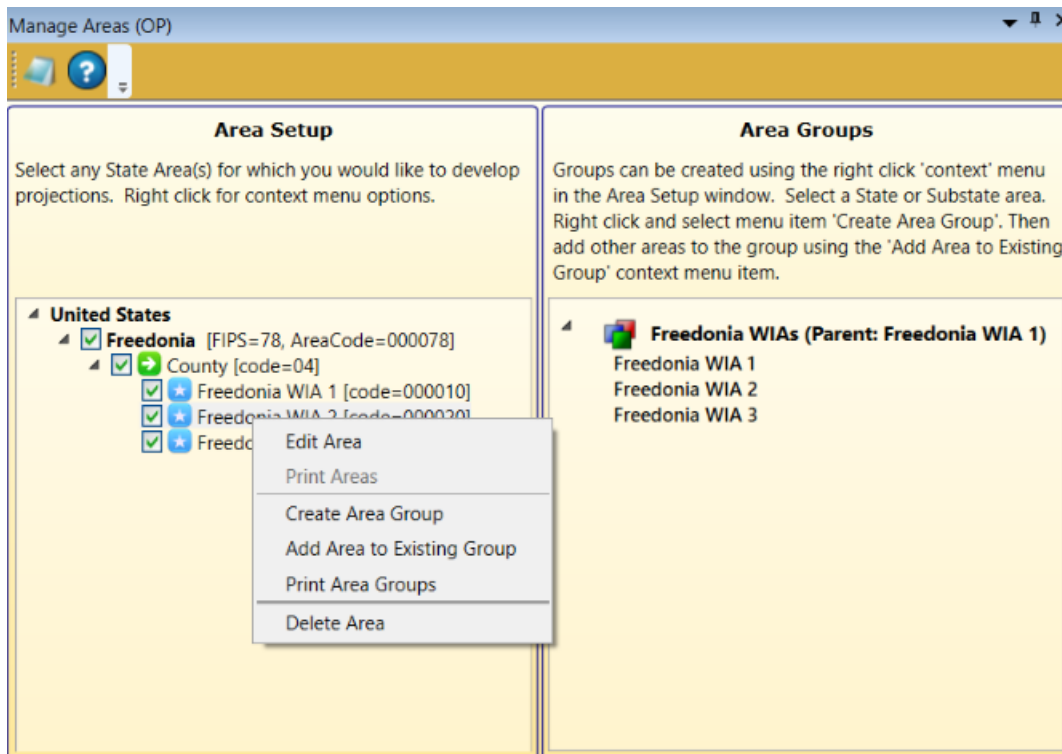 Manage Areas (OP)
?
Area Setup
Select any State Area(s) for which you would like to develop
projections. Right click for context menu options.
United States
Freedonia [FIPS=78, AreaCode=000078]
County [code=04]
Freedonia WIA 1 [code=000010]
Freedonia WIA 2 [code=000020]
Freedo
Edit Area
Print Areas
Create Area Group
Add Area to Existing Group
Print Area Groups
Delete Area
Area Groups
Groups can be created using the right click 'context' menu
in the Area Setup window. Select a State or Substate area.
Right click and select menu item 'Create Area Group'. Then
add other areas to the group using the 'Add Area to Existing
Group' context menu item.
Freedonia WIAs (Parent: Freedonia WIA 1)
Freedonia WIA 1
Freedonia WIA 2
Freedonia WIA 3